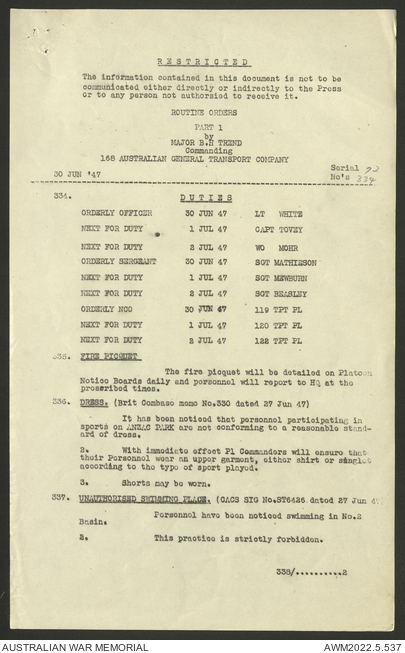 RESTRICTED
The information contained in this document is not to be
communicated either directly or indirectly to the Press
or to any person not authorsied to receive it.
ROUTINE ORDERS
PART 1
by
MAJOR B.H TREND
Commanding
168 AUSTRALIAN GENERAL TRANSPORT COMPANY
Serial 72
30 JUN '47 No's 334
334. DUTIES
ORDERLY OFFICER 30 JUN 47 LT WHITE
NEXT FOR DUTY 1 JUL 47 CAPT TOVEY
NEXT FOR DUTY 2 JUL 47 WO MOHR
ORDERLY SERGEANT 30 JUN 47 SGT MATHIESON
NEXT FOR DUTY 1 JUL 47 SGT MEWBURN
NEXT FOR DUTY 2 JUL 47 SGT BEASLEY
ORDERLY NCO 30 JUN 47 119 TPT PL
NEXT FOR DUTY 1 JUL 47 120 TPT PL
NEXT FOR DUTY 2 JUL 47 122 TPT PL
335. FIRE PICQUET
The fire picquet will be detailed on Platoon
Notice Boards daily and personnel will report to HQ at the
prescribed times.
336. DRESS. (Brit Combase memo No.330 dated 27 Jun 47)
It has been noticed that personnel participating in
sports on ANZAC PARK are not conforming to a reasonable stand-
ard of dress.
2. With immediate effect Pl Commanders will ensure that
their Personnel wear an upper garment, either shirt or singlet
according to the type of sport played.
3. Shorts may be worn.
337. UNAUTHORISED SWIMMING PLACE. (CACS SIG No.ST6426 dated 27 Jun 47
Personnel have been noticed swimming in No.2
Basin.
2. This practice is strictly forbidden.
338/..........2
AUSTRALIAN WAR MEMORIAL AWM2022.5.537